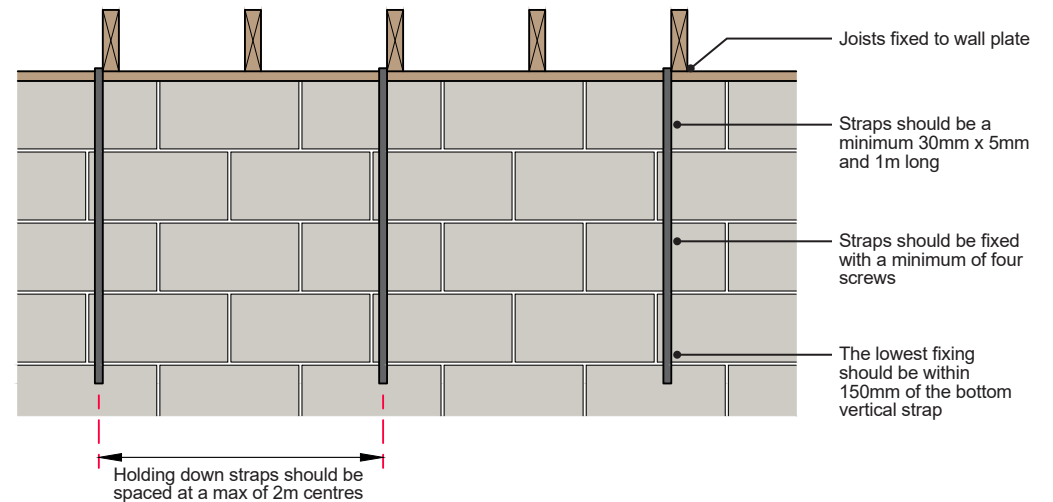 Joists fixed to wall plate
Straps should be a
minimum 30mm x 5mm
and 1m long
Straps should be fixed
with a minimum of four
screws
The lowest fixing
should be within
150mm of the bottom
vertical strap
Holding down straps should be
spaced at a max of 2m centres